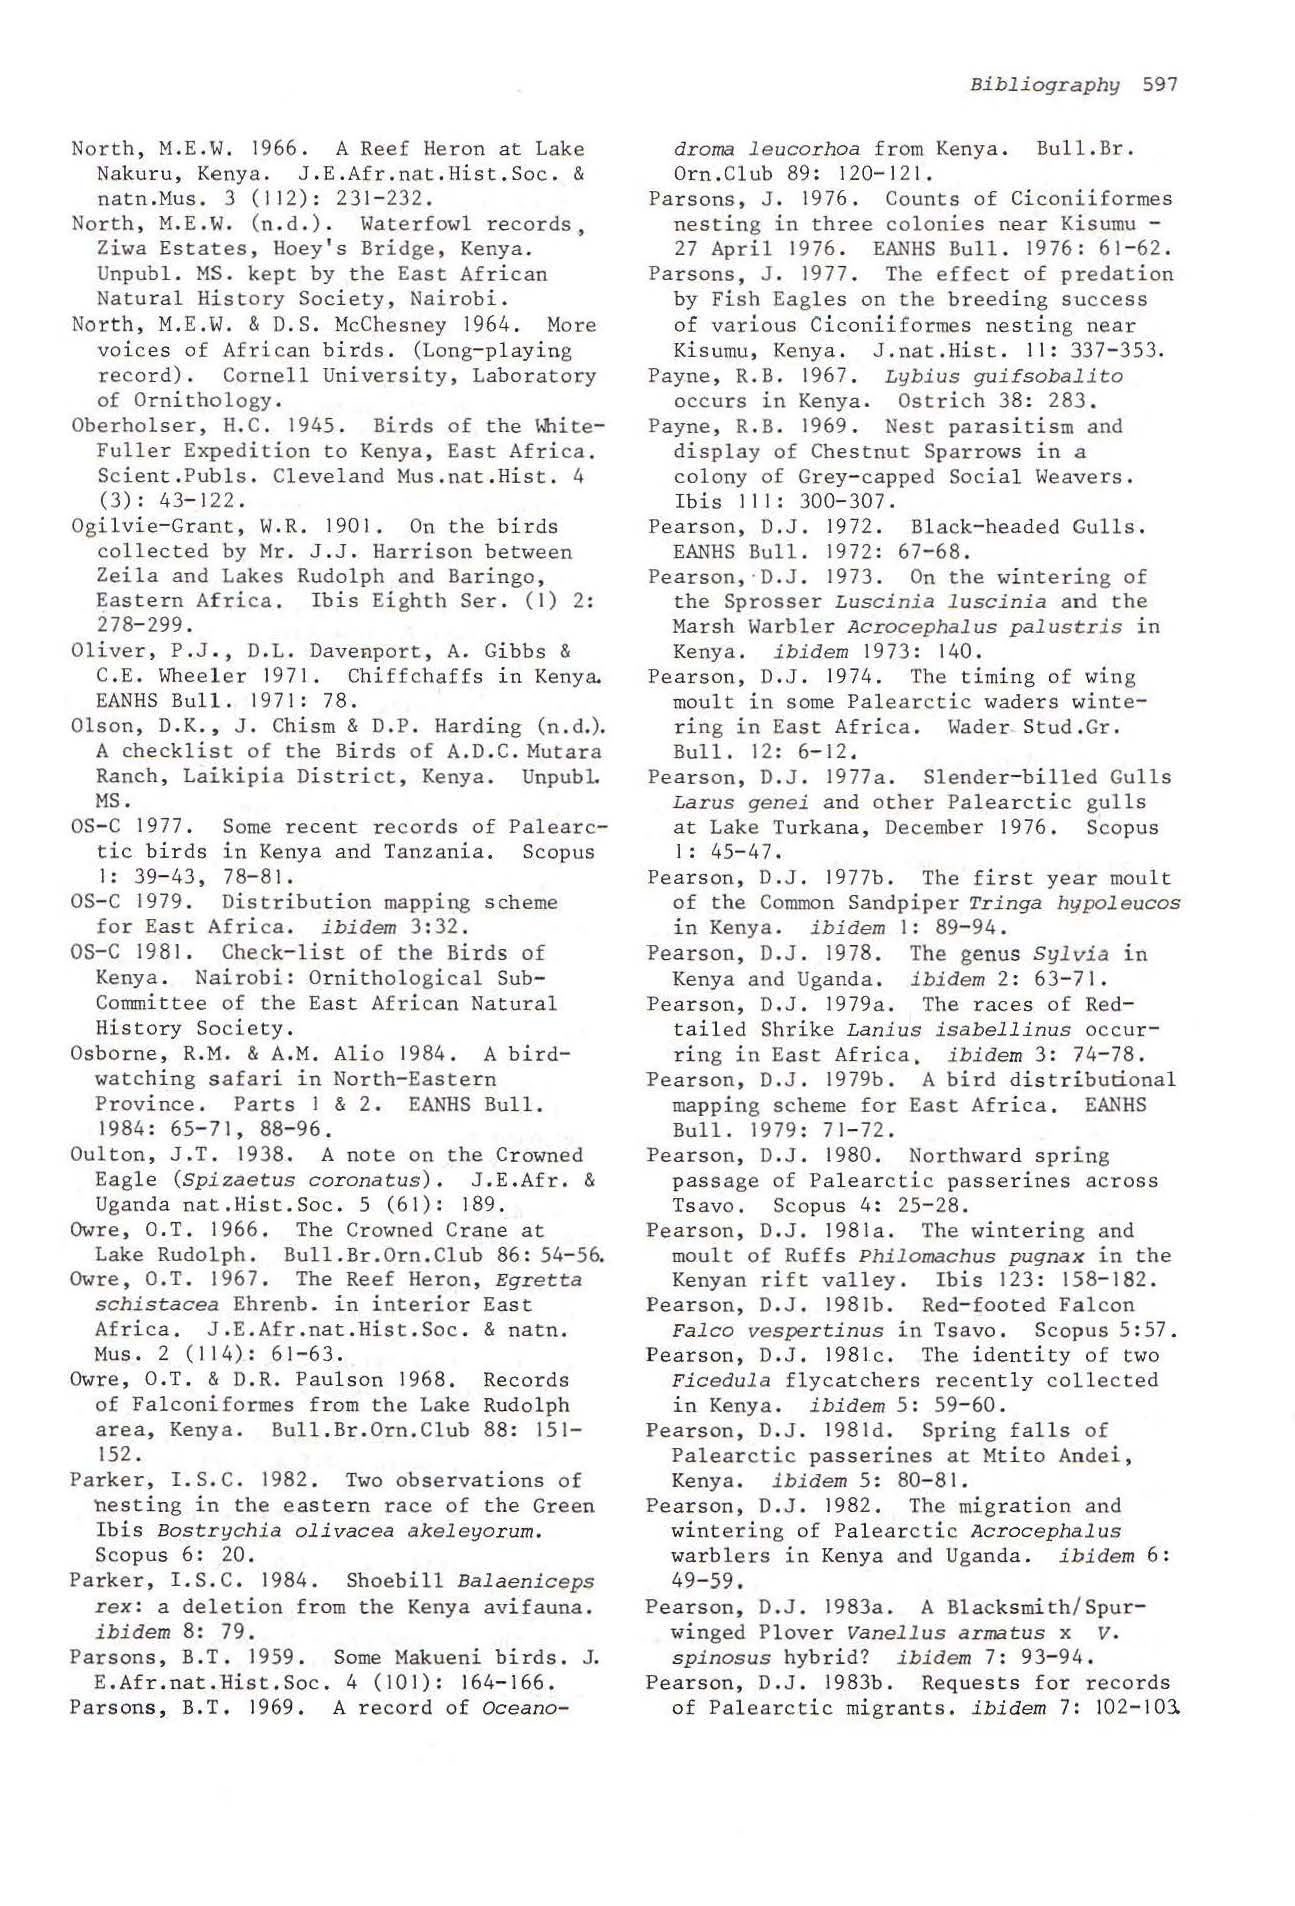 Bibliography 597
North, M.E.W. 1966. A Reef Heron at Lake
Nakuru, Kenya. J.E.Afr.nat.Hist.Soc. &
natn.Mus. 3 (112): 231-232.
North, M.E.W. (n.d.). Waterfowl records,
Ziwa Estates, Hoey's Bridge, Kenya.
Unpubl. MS. kept by the East African
Natural History Society, Nairobi.
North, M.E.W. & D.S. McChesney 1964. More
voices of African birds. (Long-playing
record). Cornell University, Laboratory
of Ornithology.
Oberholser, H.C. 1945. Birds of the White-
Fuller Expedition to Kenya, East Africa.
Scient.Publs. Cleveland Mus.nat.Hist. 4
(3): 43-122.
Ogilvie-Grant, W.R. 1901. On the birds
collected by Mr. J.J. Harrison between
Zeila and Lakes Rudolph and Baringo,
Eastern Africa. Ibis Eighth Ser. (1) 2:
278-299.
Oliver, P.J., D.L. Davenport, A. Gibbs &
C.E. Wheeler 1971. Chiffchaffs in Kenya.
EANHS Bull. 1971: 78.
Olson, D.K., J. Chism & D.P. Harding (n.d.).
A checklist of the Birds of A.D.C. Mutara
Ranch, Laikipia District, Kenya. Unpubl.
MS.
OS-C 1977. Some recent records of Palearc-
tic birds in Kenya and Tanzania. Scopus
1: 39-43, 78-81.
OS-C 1979. Distribution mapping scheme
for East Africa. ibidem 3:32.
OS-C 1981. Check-list of the Birds of
Kenya. Nairobi: Ornithological Sub-
Committee of the East African Natural
History Society.
Osborne, R.M. & A.M. Alio 1984. A bird-
watching safari in North-Eastern
Province. Parts 1 & 2. EANHS Bull.
1984: 65-71, 88-96.
Oulton, J.T. 1938. A note on the Crowned
Eagle (Spizaetus coronatus). J.E.Afr. &
Uganda nat.Hist.Soc. 5 (61): 189.
Owre, O.T. 1966. The Crowned Crane at
Lake Rudolph. Bull.Br.Orn.Club 86: 54-56.
Owre, O.T. 1967. The Reef Heron, Egretta
schistacea Ehrenb. in interior East
Africa. J.E.Afr.nat.Hist.Soc. & natn.
Mus. 2 (114): 61-63.
Owre, O.T. & D.R. Paulson 1968. Records
of Falconiformes from the Lake Rudolph
area, Kenya. Bull.Br.Orn.Club 88: 151-
152.
Parker, I.S.C. 1982. Two observations of
nesting in the eastern race of the Green
Ibis Bostrychia olivacea akeleyorum.
Scopus 6: 20.
Parker, I.S.C. 1984. Shoebill Balaeniceps
rex: a deletion from the Kenya avifauna.
ibidem 8: 79.
Parsons, B.T. 1959. Some Makueni birds. J.
E.Afr.nat.Hist.Soc. 4 (101): 164-166.
Parsons, B.T. 1969. A record of Oceano-
droma leucorhoa from Kenya. Bull.Br.
Orn.Club 89: 120-121.
Parsons, J. 1976. Counts of Ciconiiformes
nesting in three colonies near Kisumu -
27 April 1976. EANHS Bull. 1976: 61-62.
Parsons, J. 1977. The effect of predation
by Fish Eagles on the breeding success
of various Ciconiiformes nesting near
Kisumu, Kenya. J.nat.Hist. 11: 337-353.
Payne, R.B. 1967. Lybius guifsobalito
occurs in Kenya. Ostrich 38: 283.
Payne, R.B. 1969. Nest parasitism and
display of Chestnut Sparrows in a
colony of Grey-capped Social Weavers.
Ibis 111: 300-307.
Pearson, D.J. 1972. Black-headed Gulls.
EANHS Bull. 1972: 67-68.
Pearson, D.J. 1973. On the wintering of
the Sprosser Luscinia luscinia and the
Marsh Warbler Acrocephalus palustris in
Kenya. ibidem 1973: 140.
Pearson, D.J. 1974. The timing of wing
moult in some Palearctic waders winte-
ring in East Africa. Wader Stud.Gr.
Bull. 12: 6-12.
Pearson, D.J. 1977a. Slender-billed Gulls
Larus genei and other Palearctic gulls
at Lake Turkana, December 1976. Scopus
1: 45-47.
Pearson, D.J. 1977b. The first year moult
of the Common Sandpiper Tringa hypoleucos
in Kenya. ibidem 1: 89-94.
Pearson, D.J. 1978. The genus Sylvia in
Kenya and Uganda. ibidem 2: 63-71.
Pearson, D.J. 1979a. The races of Red-
tailed Shrike Lanius isabellinus occur-
ring in East Africa. ibidem 3: 74-78.
Pearson, D.J. 1979b. A bird distributional
mapping scheme for East Africa. EANHS
Bull. 1979: 71-72.
Pearson, D.J. 1980. Northward spring
passage of Palearctic passerines across
Tsavo. Scopus 4: 25-28.
Pearson, D.J. 1981a. The wintering and
moult of Ruffs Philomachus pugnax in the
Kenyan rift valley. Ibis 123: 158-182.
Pearson, D.J. 1981b. Red-footed Falcon
Falco vespertinus in Tsavo. Scopus 5:57.
Pearson, D.J. 1981c. The identity of two
Ficedula flycatchers recently collected
in Kenya. ibidem 5: 59-60.
Pearson, D.J. 1981d. Spring falls of
Palearctic passerines at Mtito Andei,
Kenya. ibidem 5: 80-81.
Pearson, D.J. 1982. The migration and
wintering of Palearctic Acrocephalus
warblers in Kenya and Uganda. ibidem 6:
49-59.
Pearson, D.J. 1983a. A Blacksmith/Spur-
winged Plover Vanellus armatus x V.
spinosus hybrid? ibidem 7: 93-94.
Pearson, D.J. 1983b. Requests for records
of Palearctic migrants. ibidem 7: 102-103.